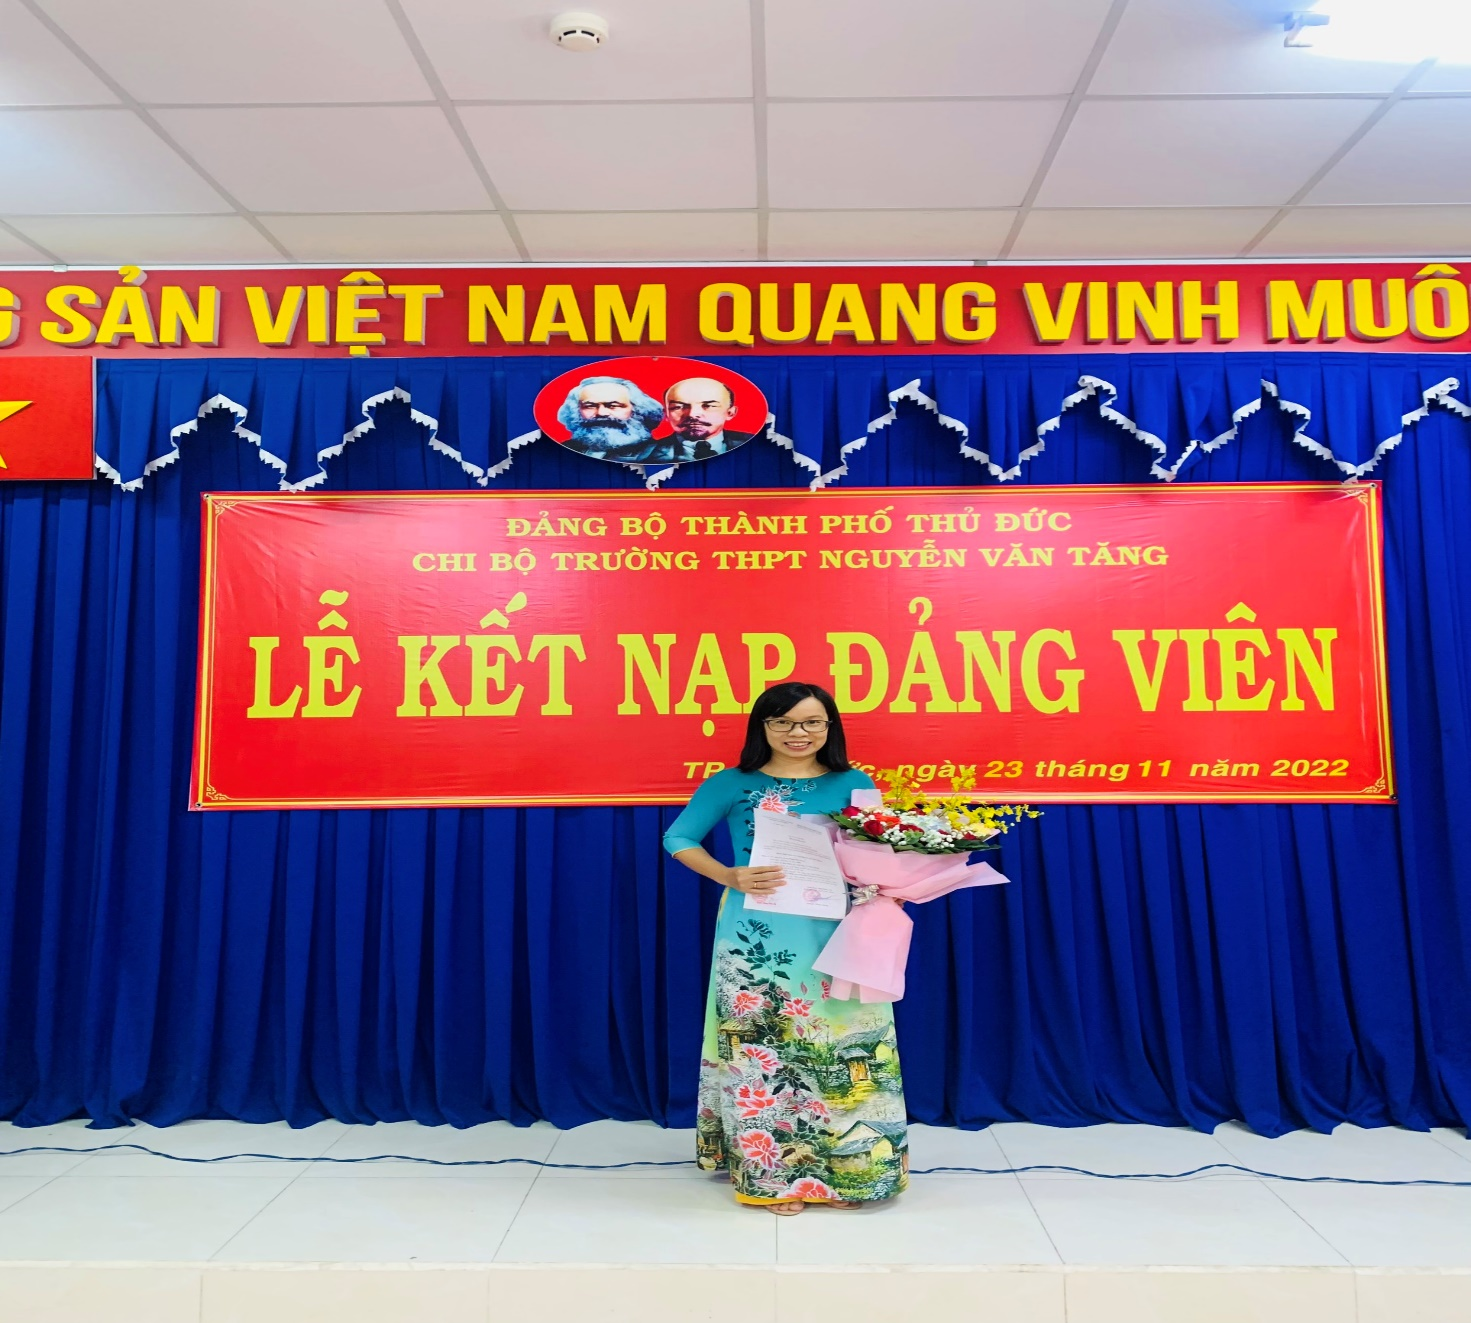 SẢN VIỆT NAM QUANG VINH MUÔ
ĐẢNG BỘ THÀNH PHỐ THỦ ĐỨC
CHI BỘ TRƯỜNG THPT NGUYỄN VĂN TĂNG
LỄ KẾT NẠP ĐẢNG VIÊN
TP ngày 23 tháng 11 năm 2022